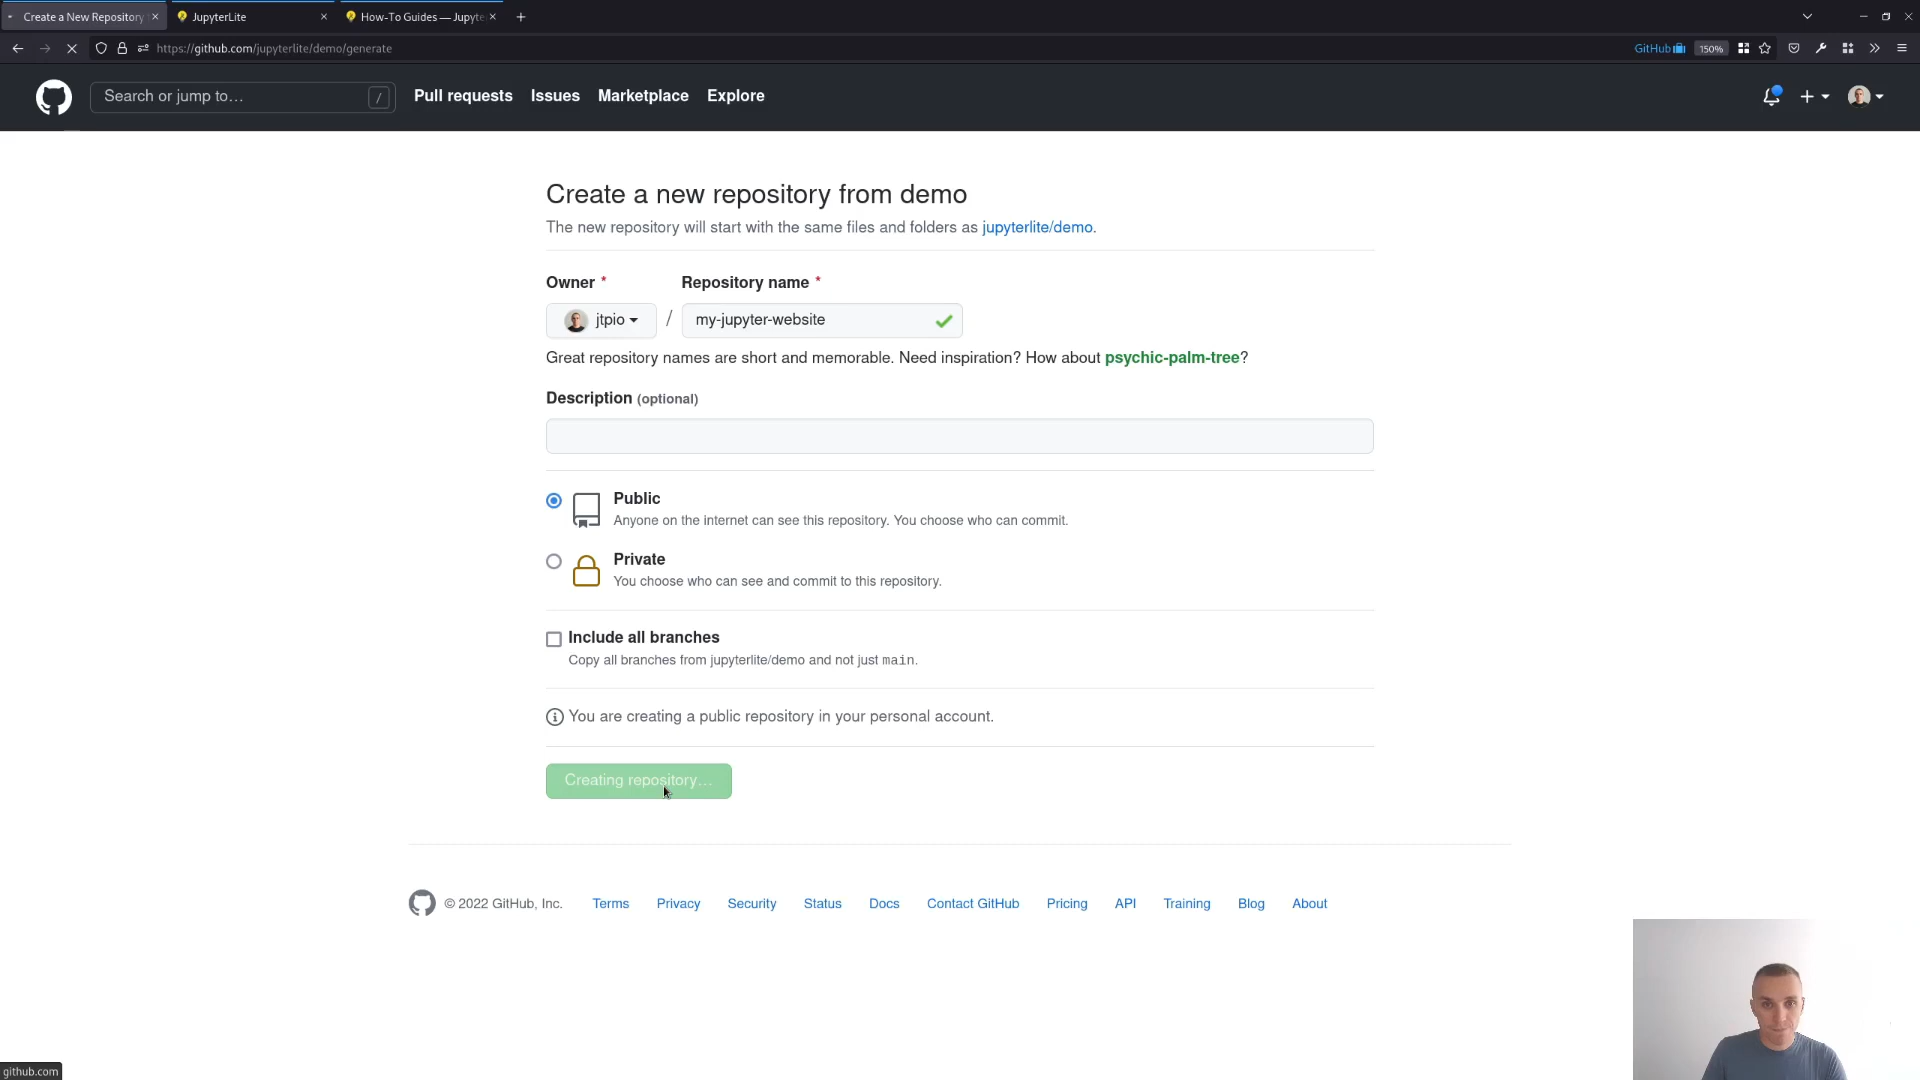 Create a New Repository
JupyterLite
How-To Guides — Jupyte
https://github.com/jupyterlite/demo/generate
GitHub
150%
Search or jump to…
/
Pull requests
Issues
Marketplace
Explore
Create a new repository from demo
The new repository will start with the same files and folders as jupyterlite/demo.
Owner *
Repository name *
jtpio
/
my-jupyter-website
Great repository names are short and memorable. Need inspiration? How about psychic-palm-tree?
Description (optional)
Public
Anyone on the internet can see this repository. You choose who can commit.
Private
You choose who can see and commit to this repository.
Include all branches
Copy all branches from jupyterlite/demo and not just main.
You are creating a public repository in your personal account.
Creating repository…
© 2022 GitHub, Inc.
Terms
Privacy
Security
Status
Docs
Contact GitHub
Pricing
API
Training
Blog
About
github.com